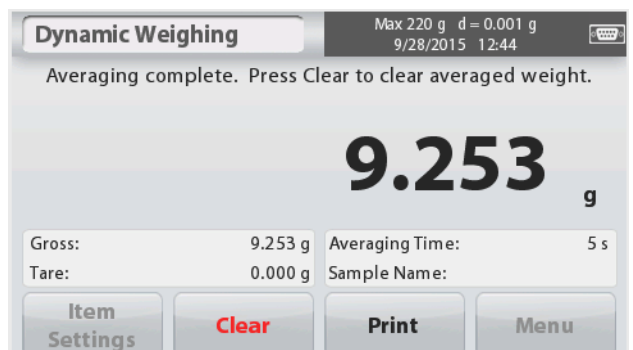 Dynamic Weighing
Max 220 g d = 0.001 g
9/28/2015 12:44
Averaging complete. Press Clear to clear averaged weight.
9.253 g
Gross: 9.253 g Averaging Time: 5 s
Tare: 0.000 g Sample Name:
Item Settings
Clear
Print
Menu